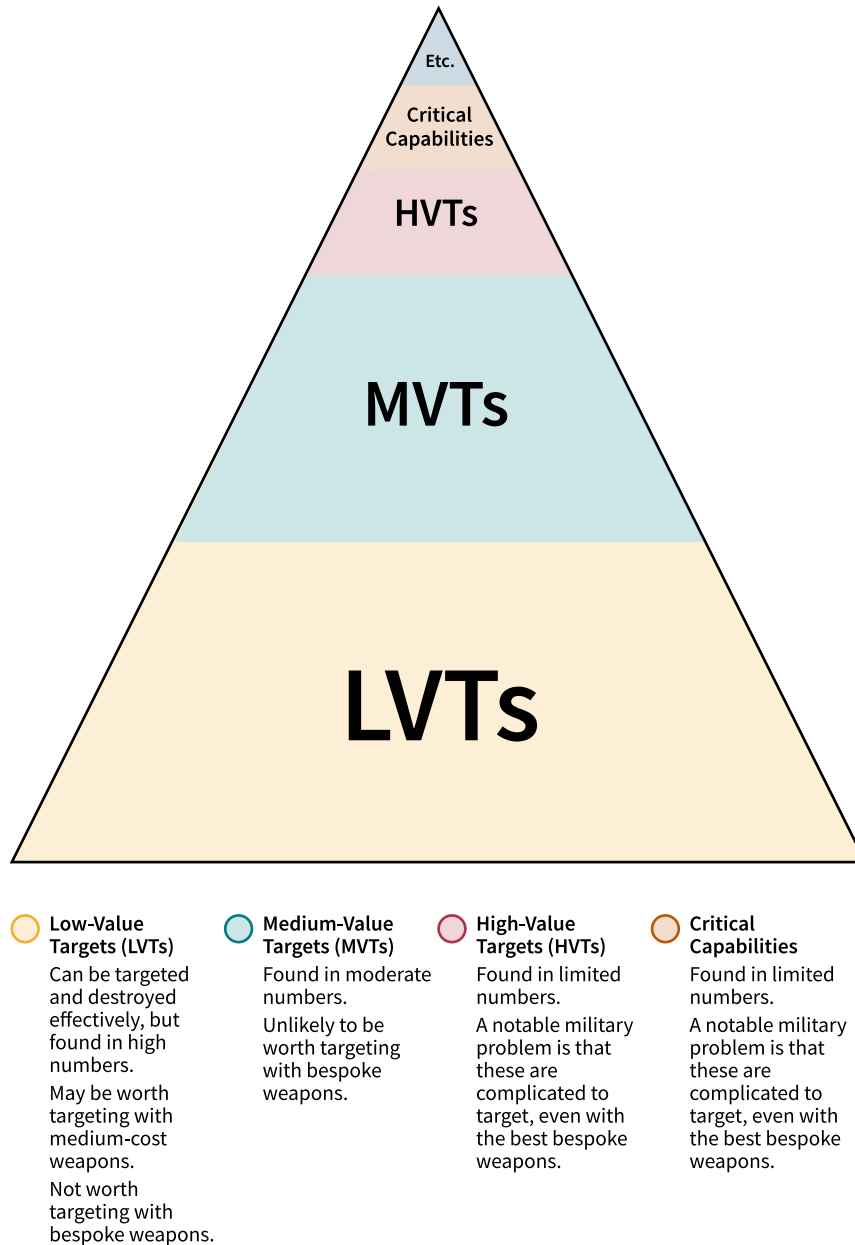 Etc.
Critical
Capabilities
HVTs
MVTs
LVTs
Low-Value
Targets (LVTs)
Can be targeted
and destroyed
effectively, but
found in high
numbers.
May be worth
targeting with
medium-cost
weapons.
Not worth
targeting with
bespoke weapons.
Medium-Value
Targets (MVTs)
Found in moderate
numbers.
Unlikely to be
worth targeting
with bespoke
weapons.
High-Value
Targets (HVTs)
Found in limited
numbers.
A notable military
problem is that
these are
complicated to
target, even with
the best bespoke
weapons.
Critical
Capabilities
Found in limited
numbers.
A notable military
problem is that
these are
complicated to
target, even with
the best bespoke
weapons.